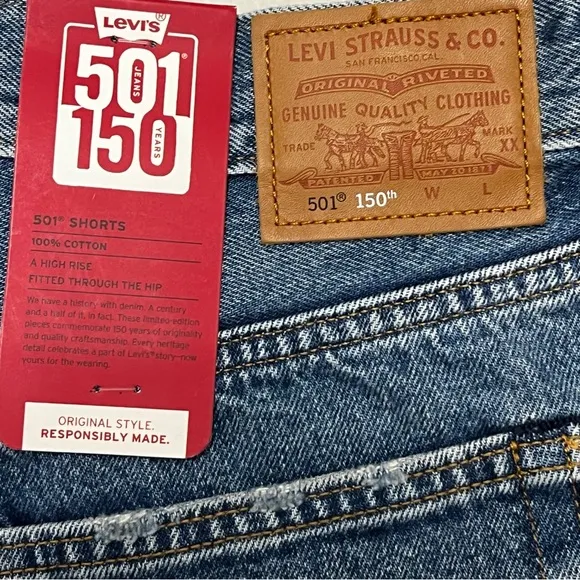 Levi's®
501®
JEANS
150
YEARS
501® SHORTS
100% COTTON
A HIGH RISE
FITTED THROUGH THE HIP
We have a history with denim. A century
and a half of it, in fact. These limited-edition
pieces commemorate 150 years of originality
and quality craftsmanship. Every heritage
detail celebrates a part of Levi's® story—now
yours for the wearing.
ORIGINAL STYLE.
RESPONSIBLY MADE.
LEVI STRAUSS & CO.
SAN FRANCISCO, CAL.
ORIGINAL RIVETED
GENUINE QUALITY CLOTHING
TRADE MARK
XX
PATENTED MAY 20 1873
501® 150th W L